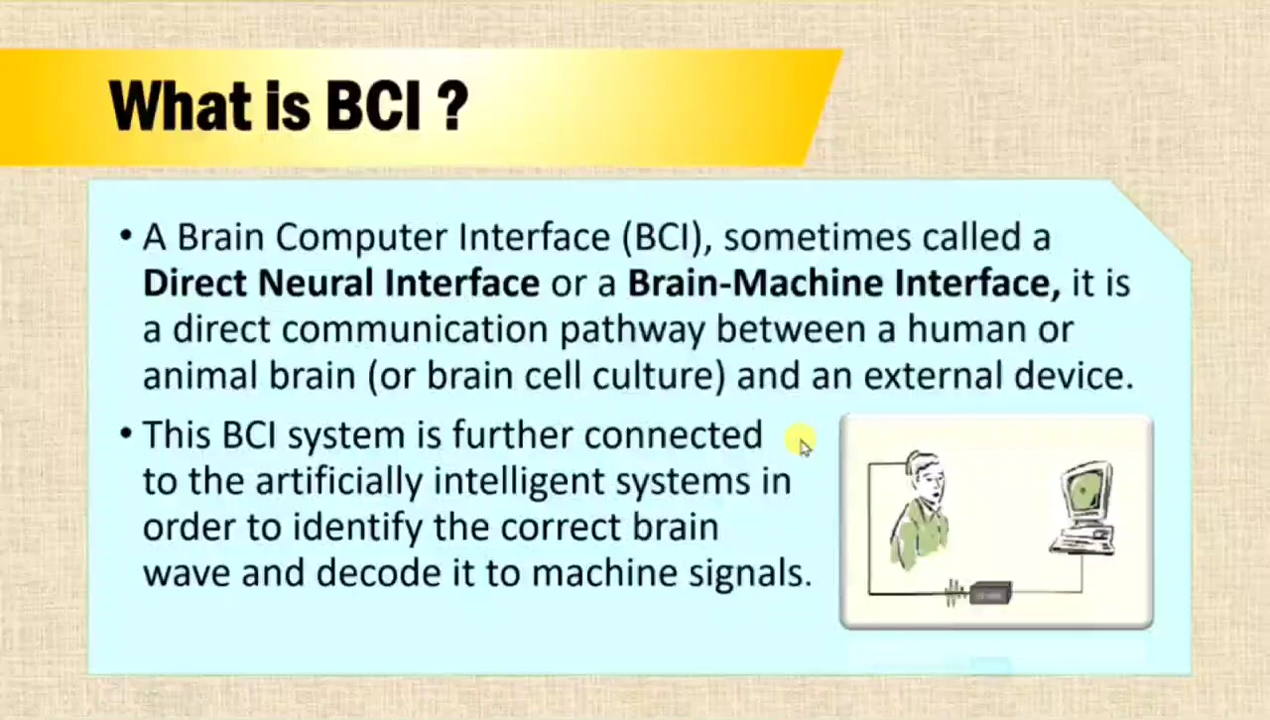 What is BCI ?
• A Brain Computer Interface (BCI), sometimes called a
Direct Neural Interface or a Brain-Machine Interface, it is
a direct communication pathway between a human or
animal brain (or brain cell culture) and an external device.
• This BCI system is further connected
to the artificially intelligent systems in
order to identify the correct brain
wave and decode it to machine signals.